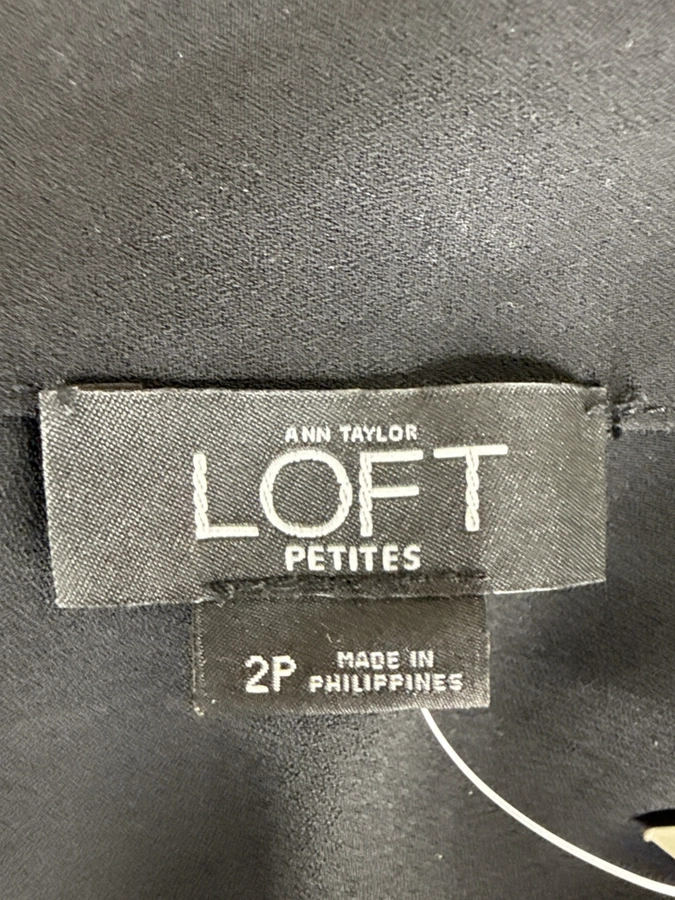 ANN TAYLOR
LOFT
PETITES
2P
MADE IN
PHILIPPINES